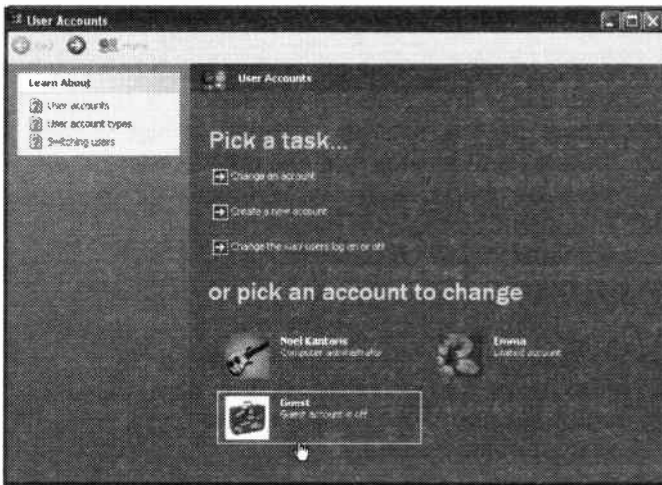 User Accounts
Back Home
Learn About
User accounts
User account types
Switching users
User Accounts
Pick a task...
Change an account
Create a new account
Change the way users log on or off
or pick an account to change
Noel Kantaris
Computer administrator
Emma
Limited account
Guest
Guest account is off